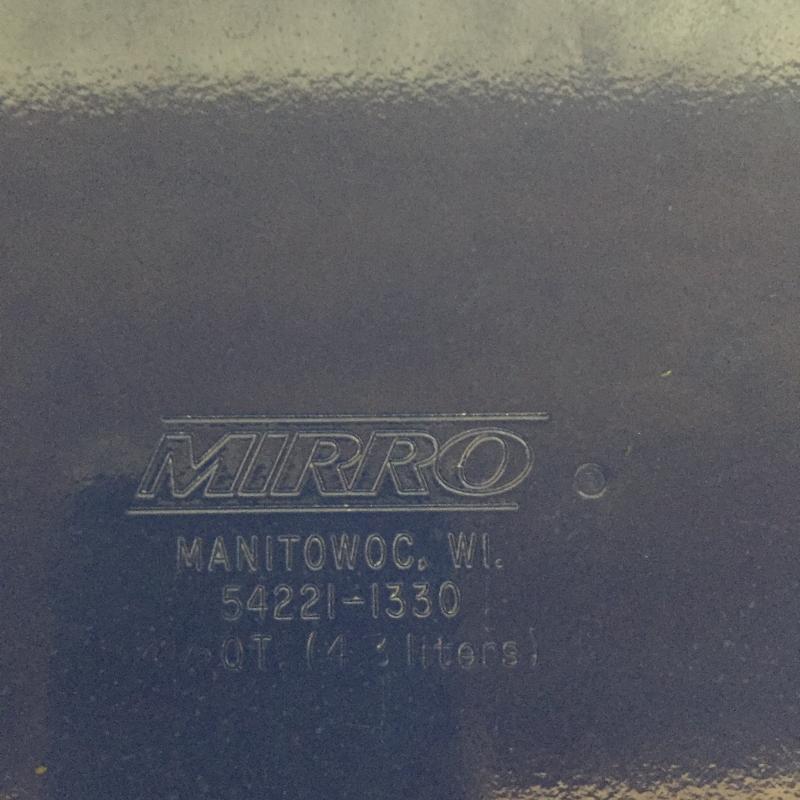 MIRRO
MANITOWOC, WI.
54221-1330
QT. (4.3 liters)